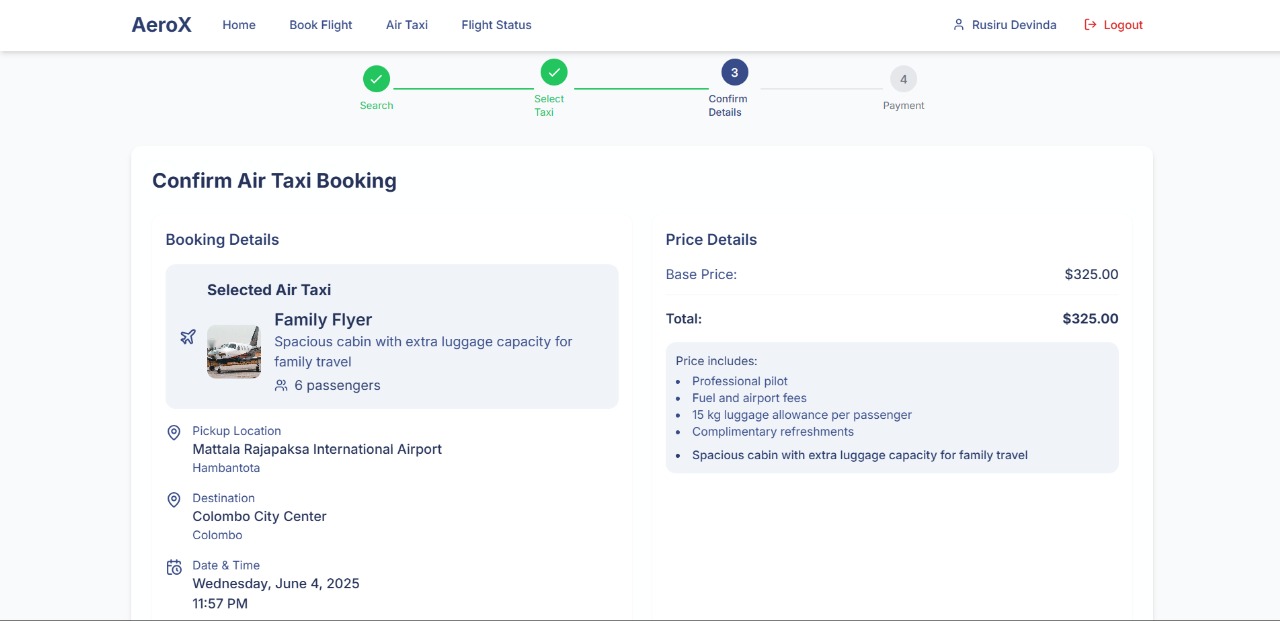 AeroX Home Book Flight Air Taxi Flight Status Rusiru Devinda Logout
3 4
Search Select Taxi Confirm Details Payment
Confirm Air Taxi Booking
Booking Details
Selected Air Taxi
Family Flyer
Spacious cabin with extra luggage capacity for
family travel
6 passengers
Pickup Location
Mattala Rajapaksa International Airport
Hambantota
Destination
Colombo City Center
Colombo
Date & Time
Wednesday, June 4, 2025
11:57 PM
Price Details
Base Price: $325.00
Total: $325.00
Price includes:
• Professional pilot
• Fuel and airport fees
• 15 kg luggage allowance per passenger
• Complimentary refreshments
• Spacious cabin with extra luggage capacity for family travel